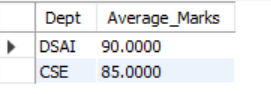 Dept Average_Marks
DSAI 90.0000
CSE 85.0000